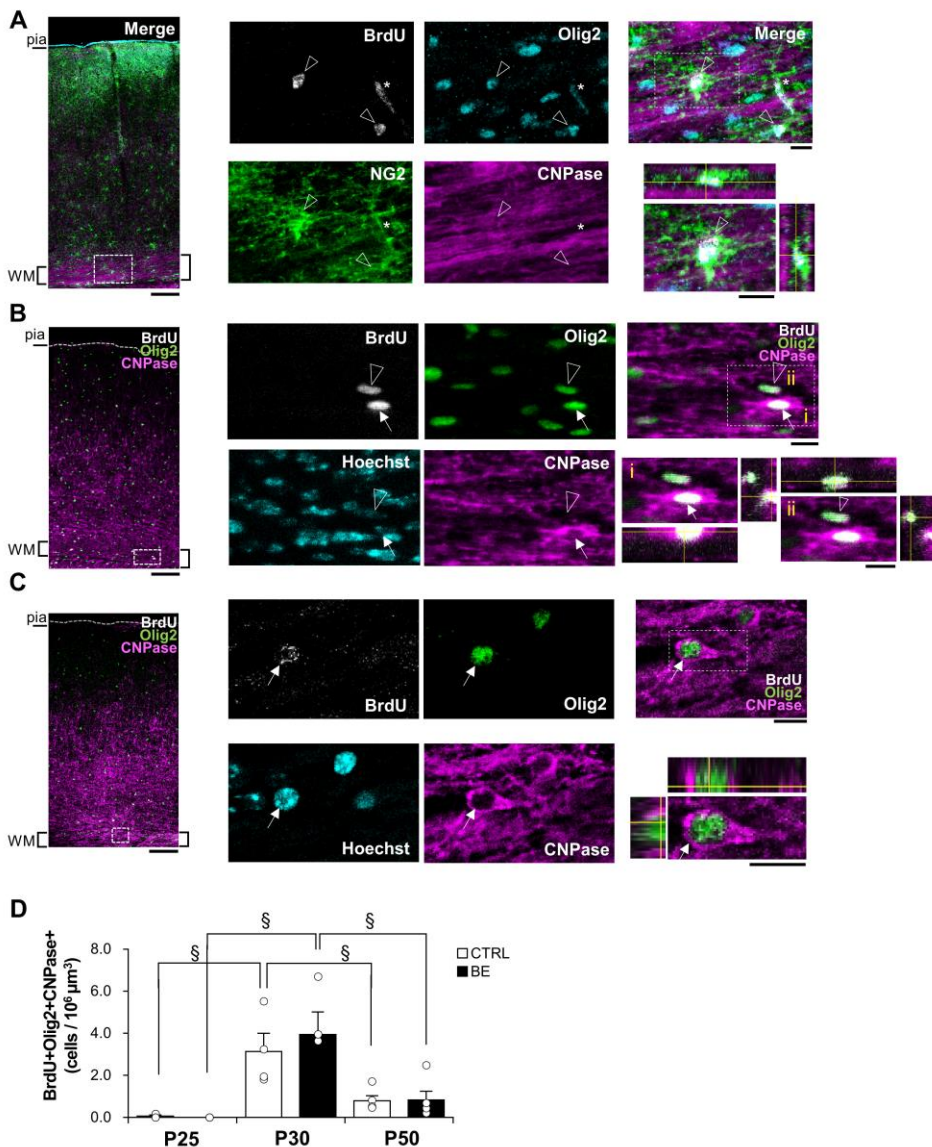 A
pia
Merge
WM
BrdU
*
Olig2
*
Merge
*
NG2
*
CNPase
*
B
pia
BrdU
Olig2
CNPase
WM
BrdU
Olig2
BrdU
Olig2
CNPase
ii
i
Hoechst
CNPase
i
ii
C
pia
BrdU
Olig2
CNPase
WM
BrdU
Olig2
BrdU
Olig2
CNPase
Hoechst
CNPase
D
BrdU+Olig2+CNPase+
(cells / 10⁶ µm³)
8.0
6.0
4.0
2.0
0.0
§
§
§
§
CTRL
BE
P25
P30
P50